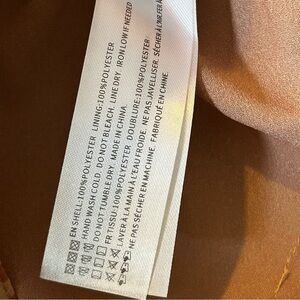 EN SHELL:100%POLYESTER LINING:100%POLYESTER
HAND WASH COLD. DO NOT BLEACH. LINE DRY. IRON LOW IF NEEDED
DO NOT TUMBLE DRY. MADE IN CHINA
FR TISSU:100%POLYESTER DOUBLURE:100%POLYESTER
LAVER À LA MAIN À L'EAU FROIDE. NE PAS JAVELLISER. SÉCHER À L'AIR.
NE PAS SÉCHER EN MACHINE. FABRIQUÉ EN CHINE